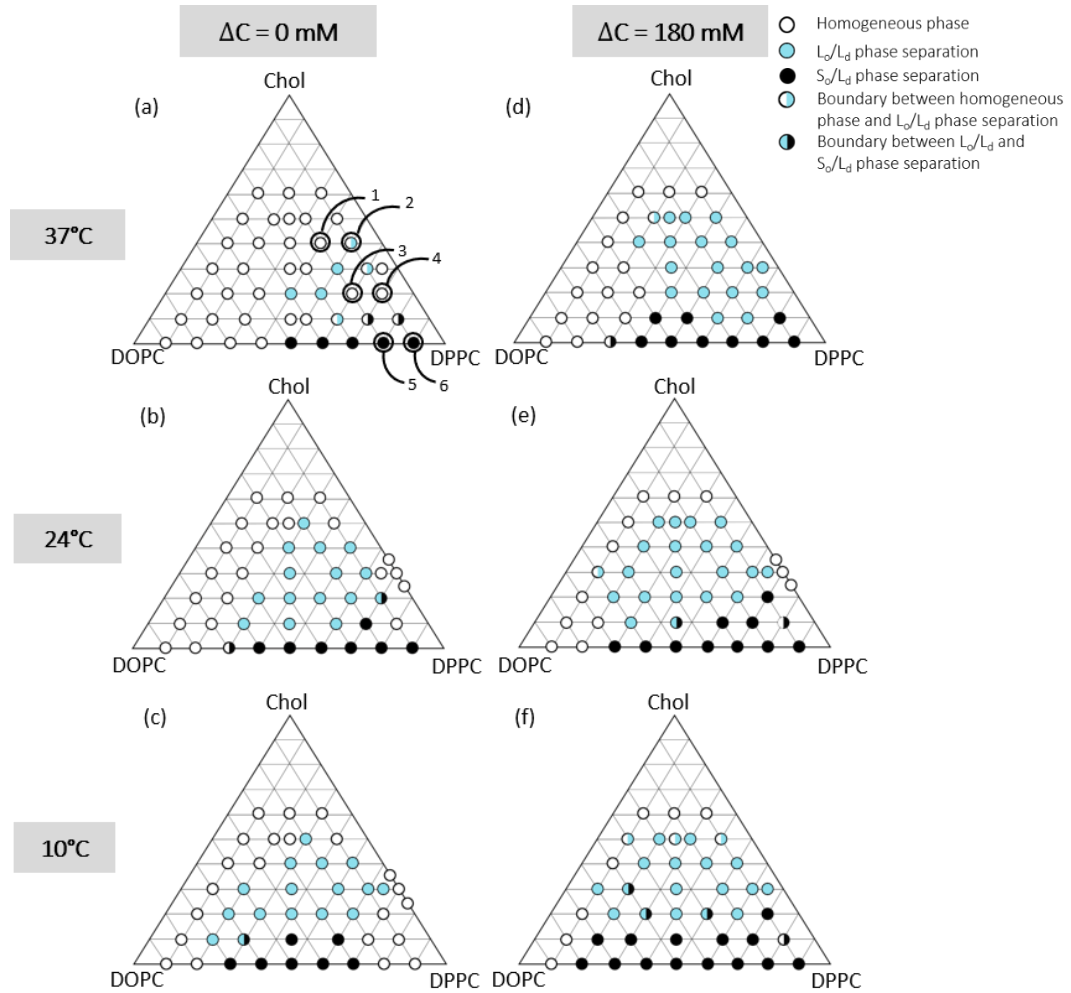 ΔC = 0 mM
ΔC = 180 mM
Homogeneous phase
Lo/Ld phase separation
So/Ld phase separation
Boundary between homogeneous
phase and Lo/Ld phase separation
Boundary between Lo/Ld and
So/Ld phase separation
37°C
(a)
Chol
1
2
3
4
5
6
DOPC
DPPC
(d)
Chol
DOPC
DPPC
24°C
(b)
Chol
DOPC
DPPC
(e)
Chol
DOPC
DPPC
10°C
(c)
Chol
DOPC
DPPC
(f)
Chol
DOPC
DPPC